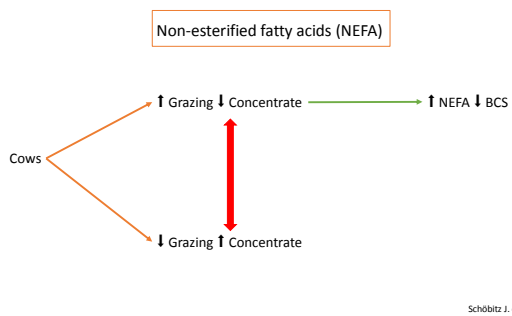 Non-esterified fatty acids (NEFA)
⬆ Grazing ⬇ Concentrate
⬆ NEFA ⬇ BCS
Cows
⬇ Grazing ⬆ Concentrate
Schöbitz J.